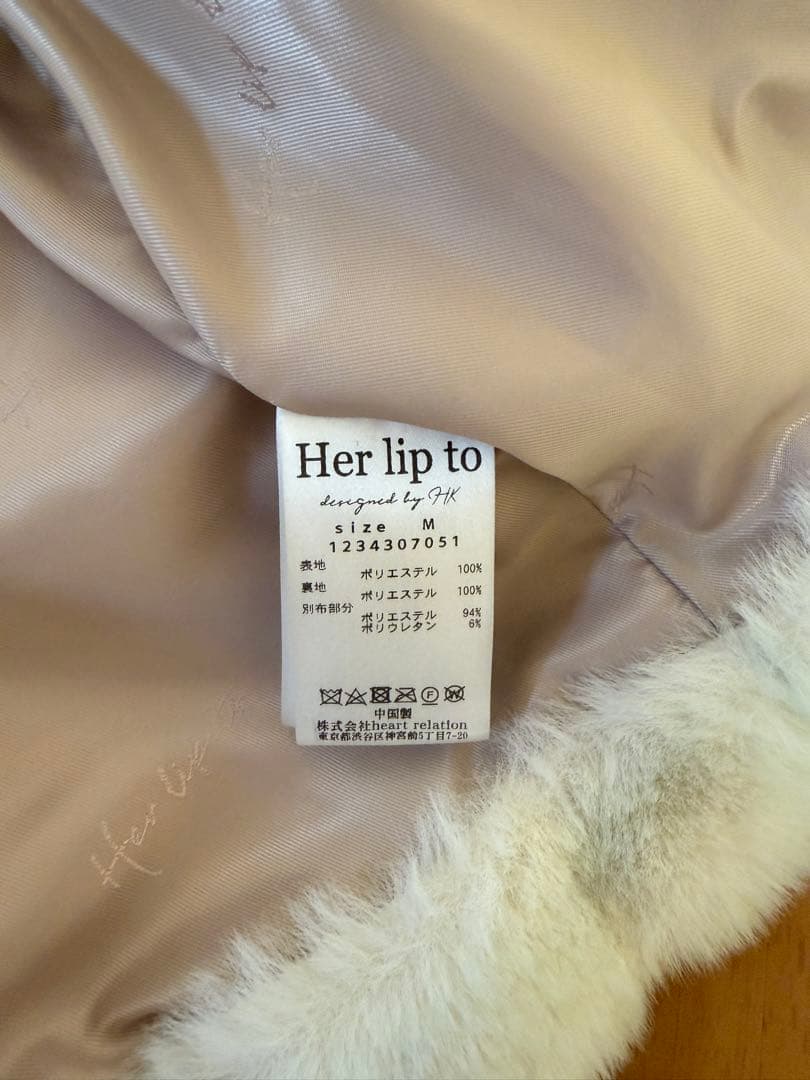 Her lip to
designed by HK
size M
1234307051
表地 ポリエステル 100%
裏地 ポリエステル 100%
別布部分 ポリエステル 94%
ポリウレタン 6%
中国製
株式会社heart relation
東京都渋谷区神宮前5丁目7-20
Her lip